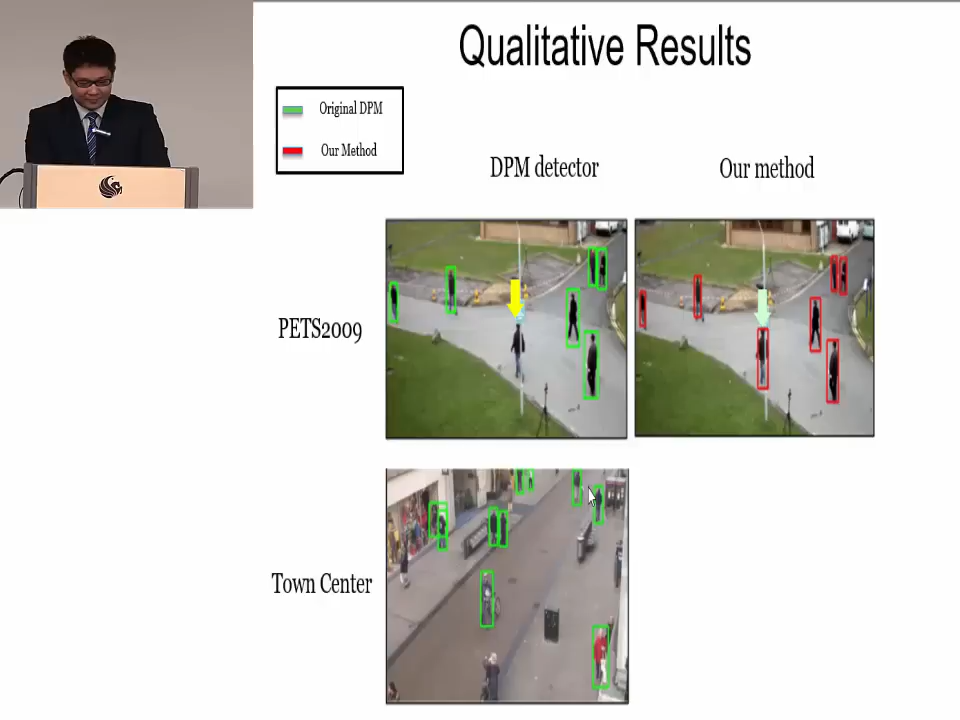 Qualitative Results
Original DPM
Our Method
DPM detector
Our method
PETS2009
Town Center